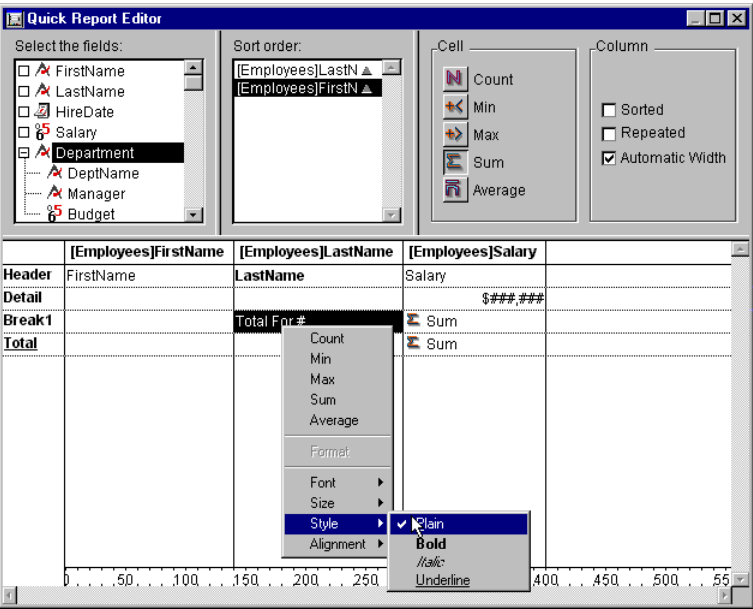 Quick Report Editor
Select the fields:
FirstName
LastName
HireDate
Salary
Department
DeptName
Manager
Budget
Sort order:
[Employees]LastN
[Employees]FirstN
Cell
Count
Min
Max
Sum
Average
Column
Sorted
Repeated
Automatic Width
[Employees]FirstName [Employees]LastName [Employees]Salary
Header FirstName LastName Salary
Detail $###,###
Break1 Total For # Sum
Total Sum
Count
Min
Max
Sum
Average
Format
Font
Size
Style
Alignment
Plain
Bold
Italic
Underline
0 50 100 150 200 250 400 450 500 55